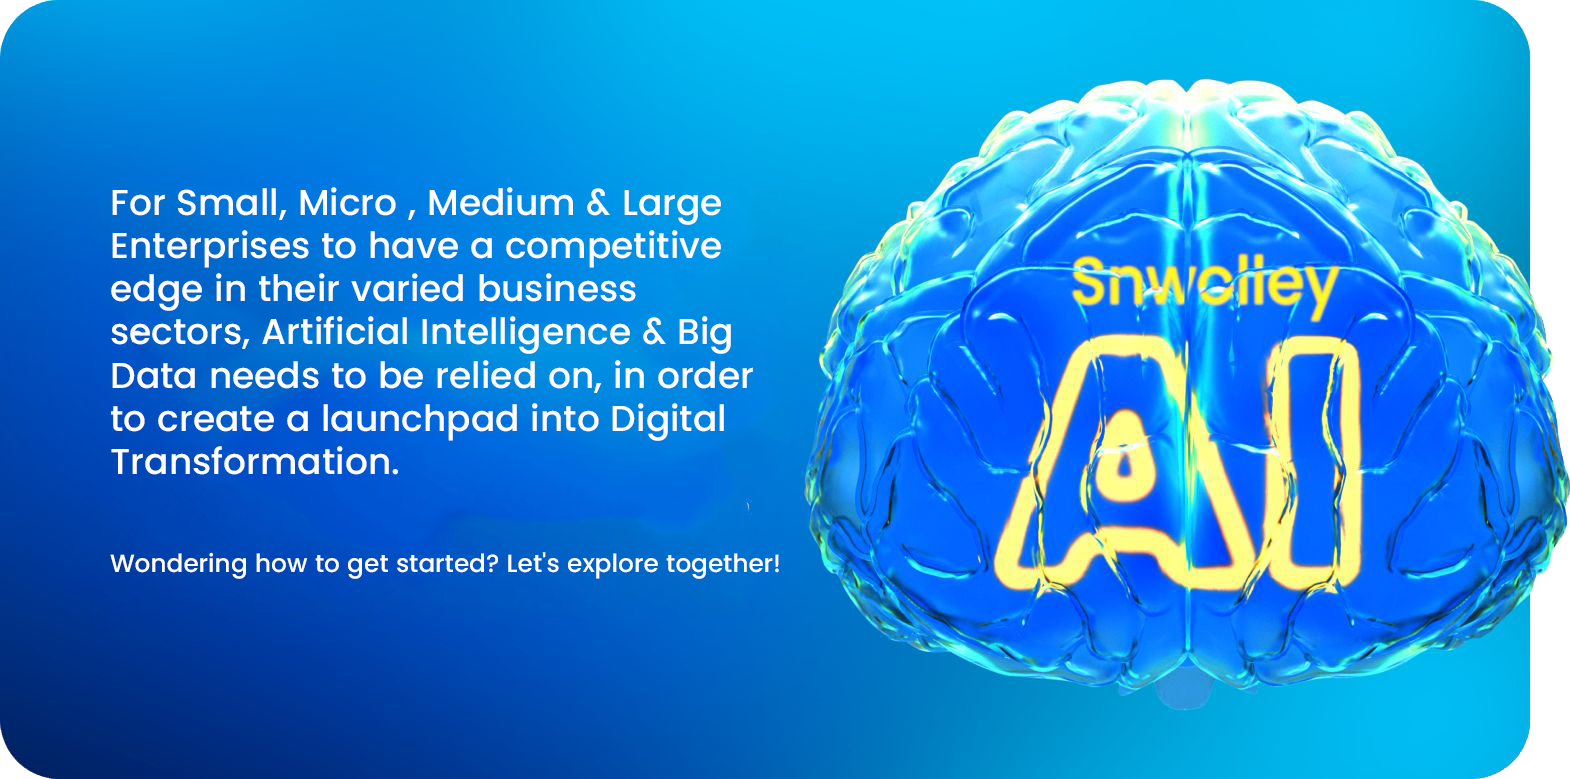 For Small, Micro , Medium & Large
Enterprises to have a competitive
edge in their varied business
sectors, Artificial Intelligence & Big
Data needs to be relied on, in order
to create a launchpad into Digital
Transformation.
Wondering how to get started? Let's explore together!
Snwolley
AI